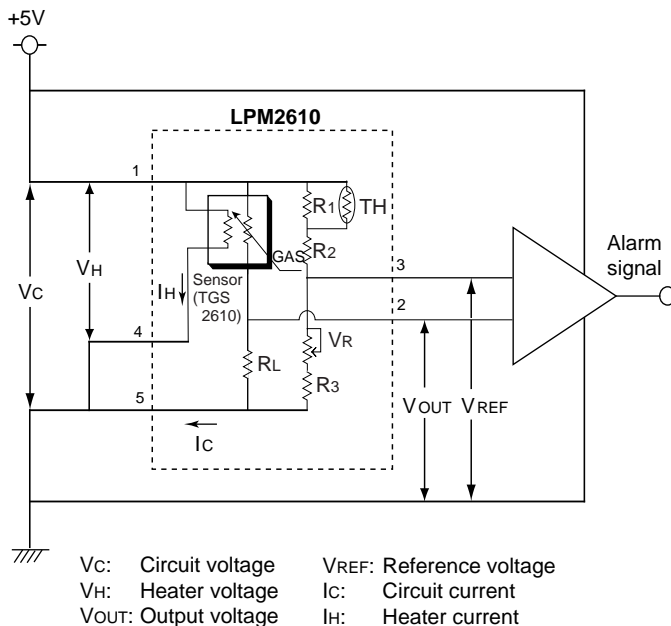 +5V
LPM2610
1
R1
TH
R2
GAS
3
Alarm
signal
VH
VC
IH
Sensor
(TGS
2610)
2
4
VR
RL
R3
5
IC
VOUT
VREF
VC: Circuit voltage
VREF: Reference voltage
VH: Heater voltage
IC: Circuit current
VOUT: Output voltage
IH: Heater current